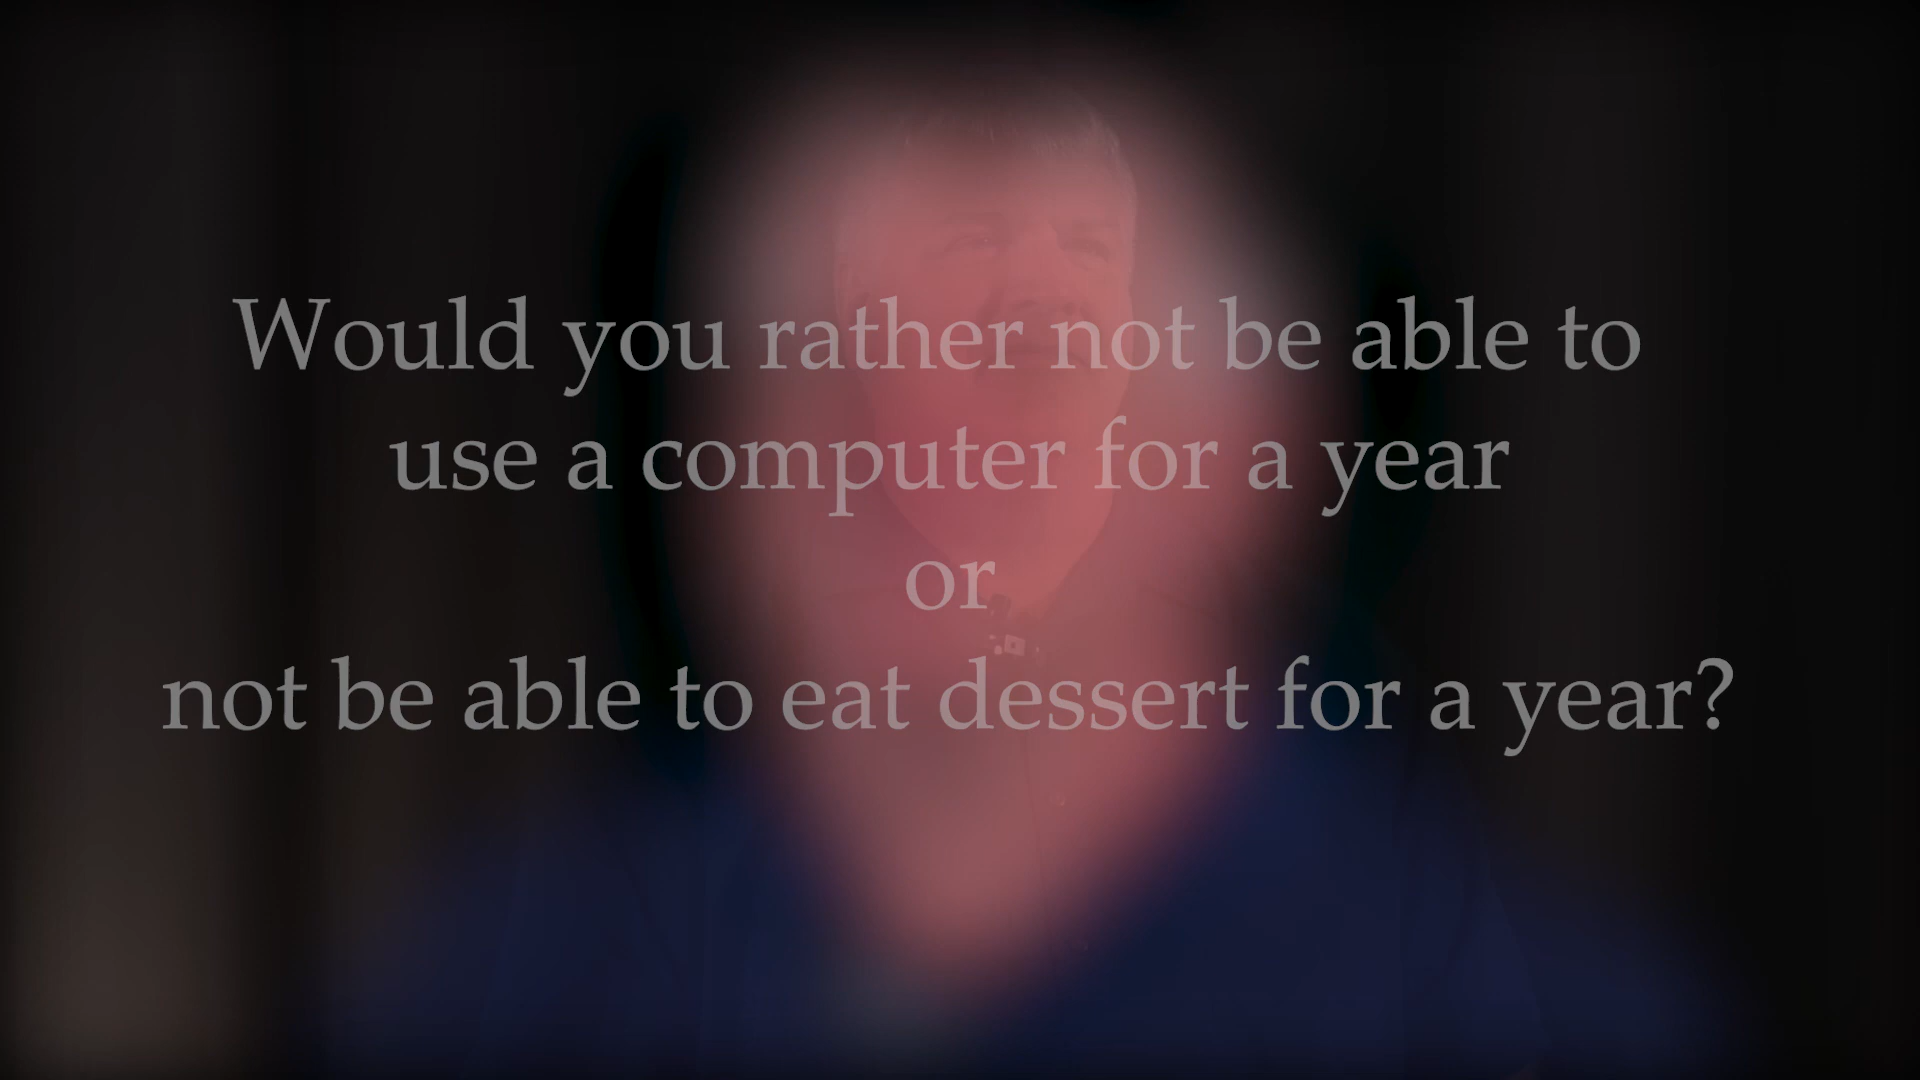 Would you rather not be able to
use a computer for a year
or
not be able to eat dessert for a year?